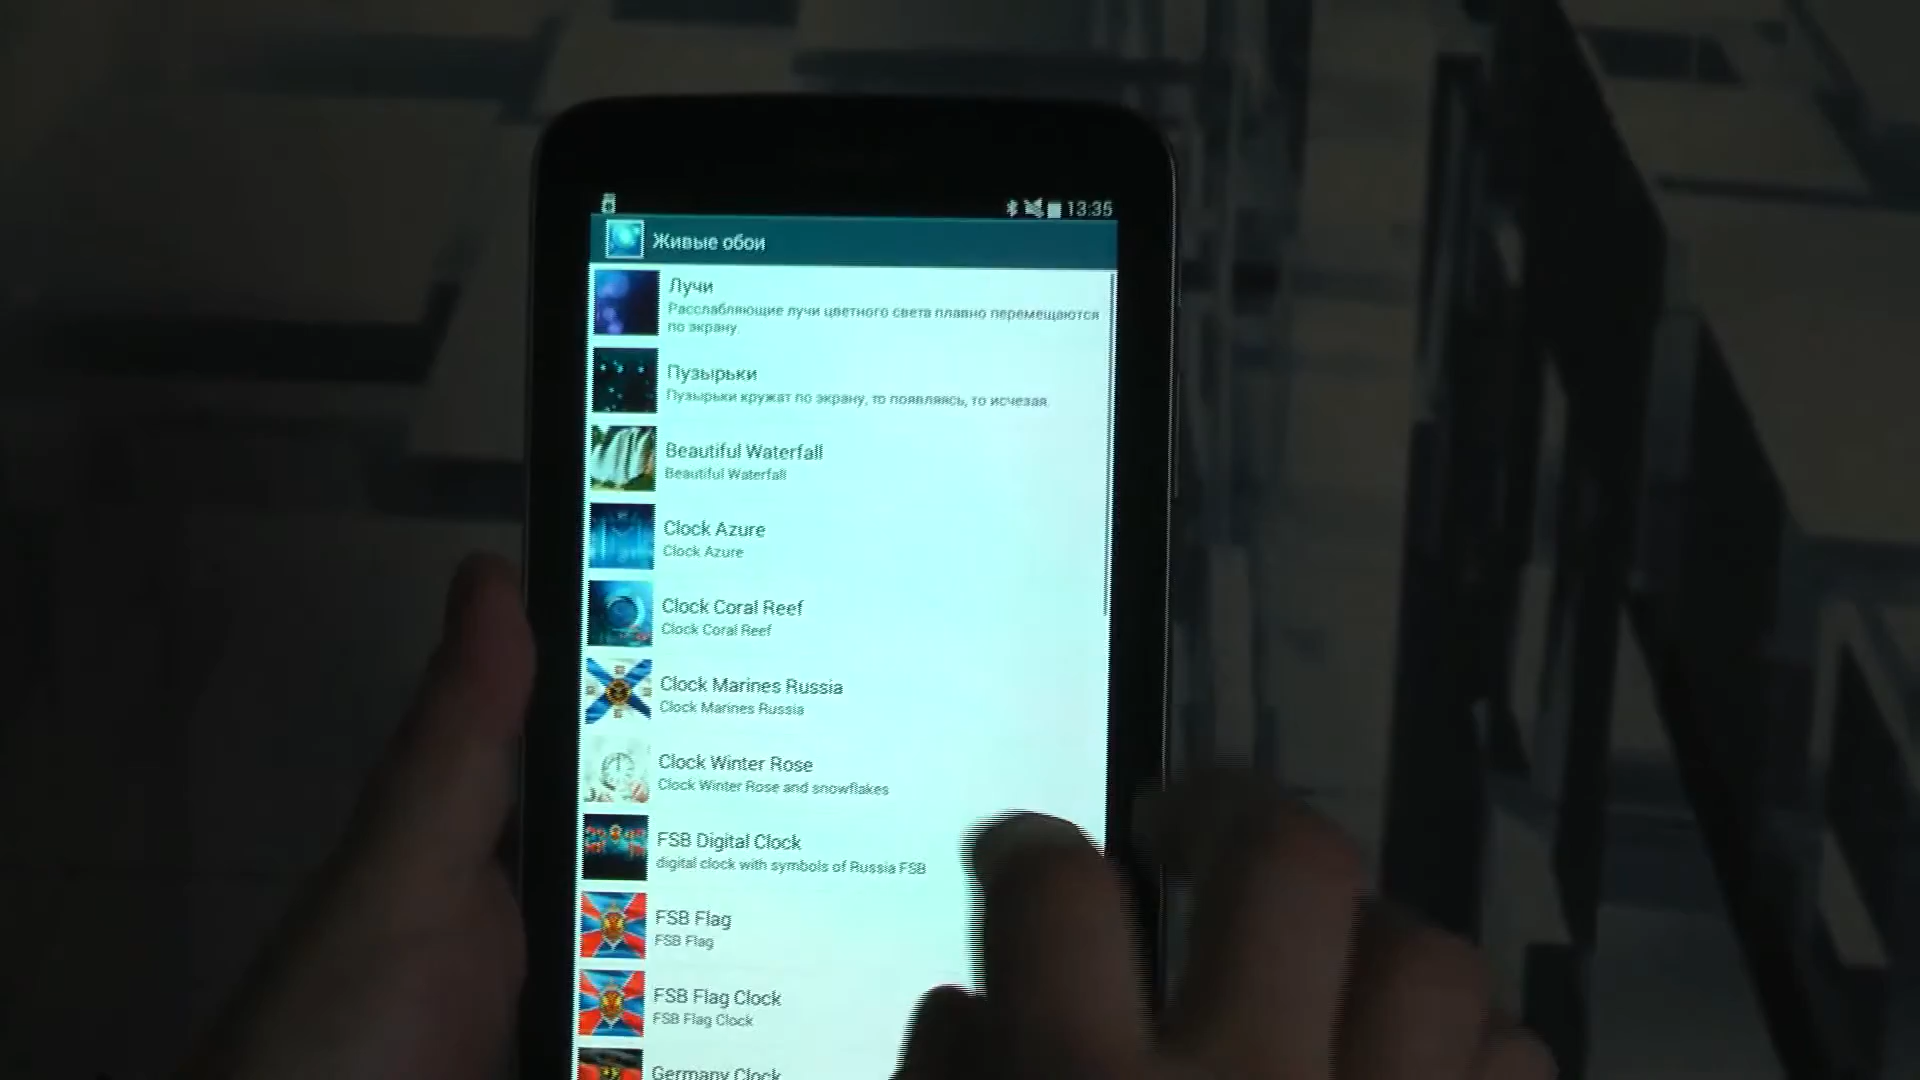 13:35
Живые обои
Лучи
Расслабляющие лучи цветного света плавно перемещаются
по экрану.
Пузырьки
Пузырьки кружат по экрану, то появляясь, то исчезая.
Beautiful Waterfall
Beautiful Waterfall
Clock Azure
Clock Azure
Clock Coral Reef
Clock Coral Reef
Clock Marines Russia
Clock Marines Russia
Clock Winter Rose
Clock Winter Rose and snowflakes
FSB Digital Clock
digital clock with symbols of Russia FSB
FSB Flag
FSB Flag
FSB Flag Clock
FSB Flag Clock
Germany Clock